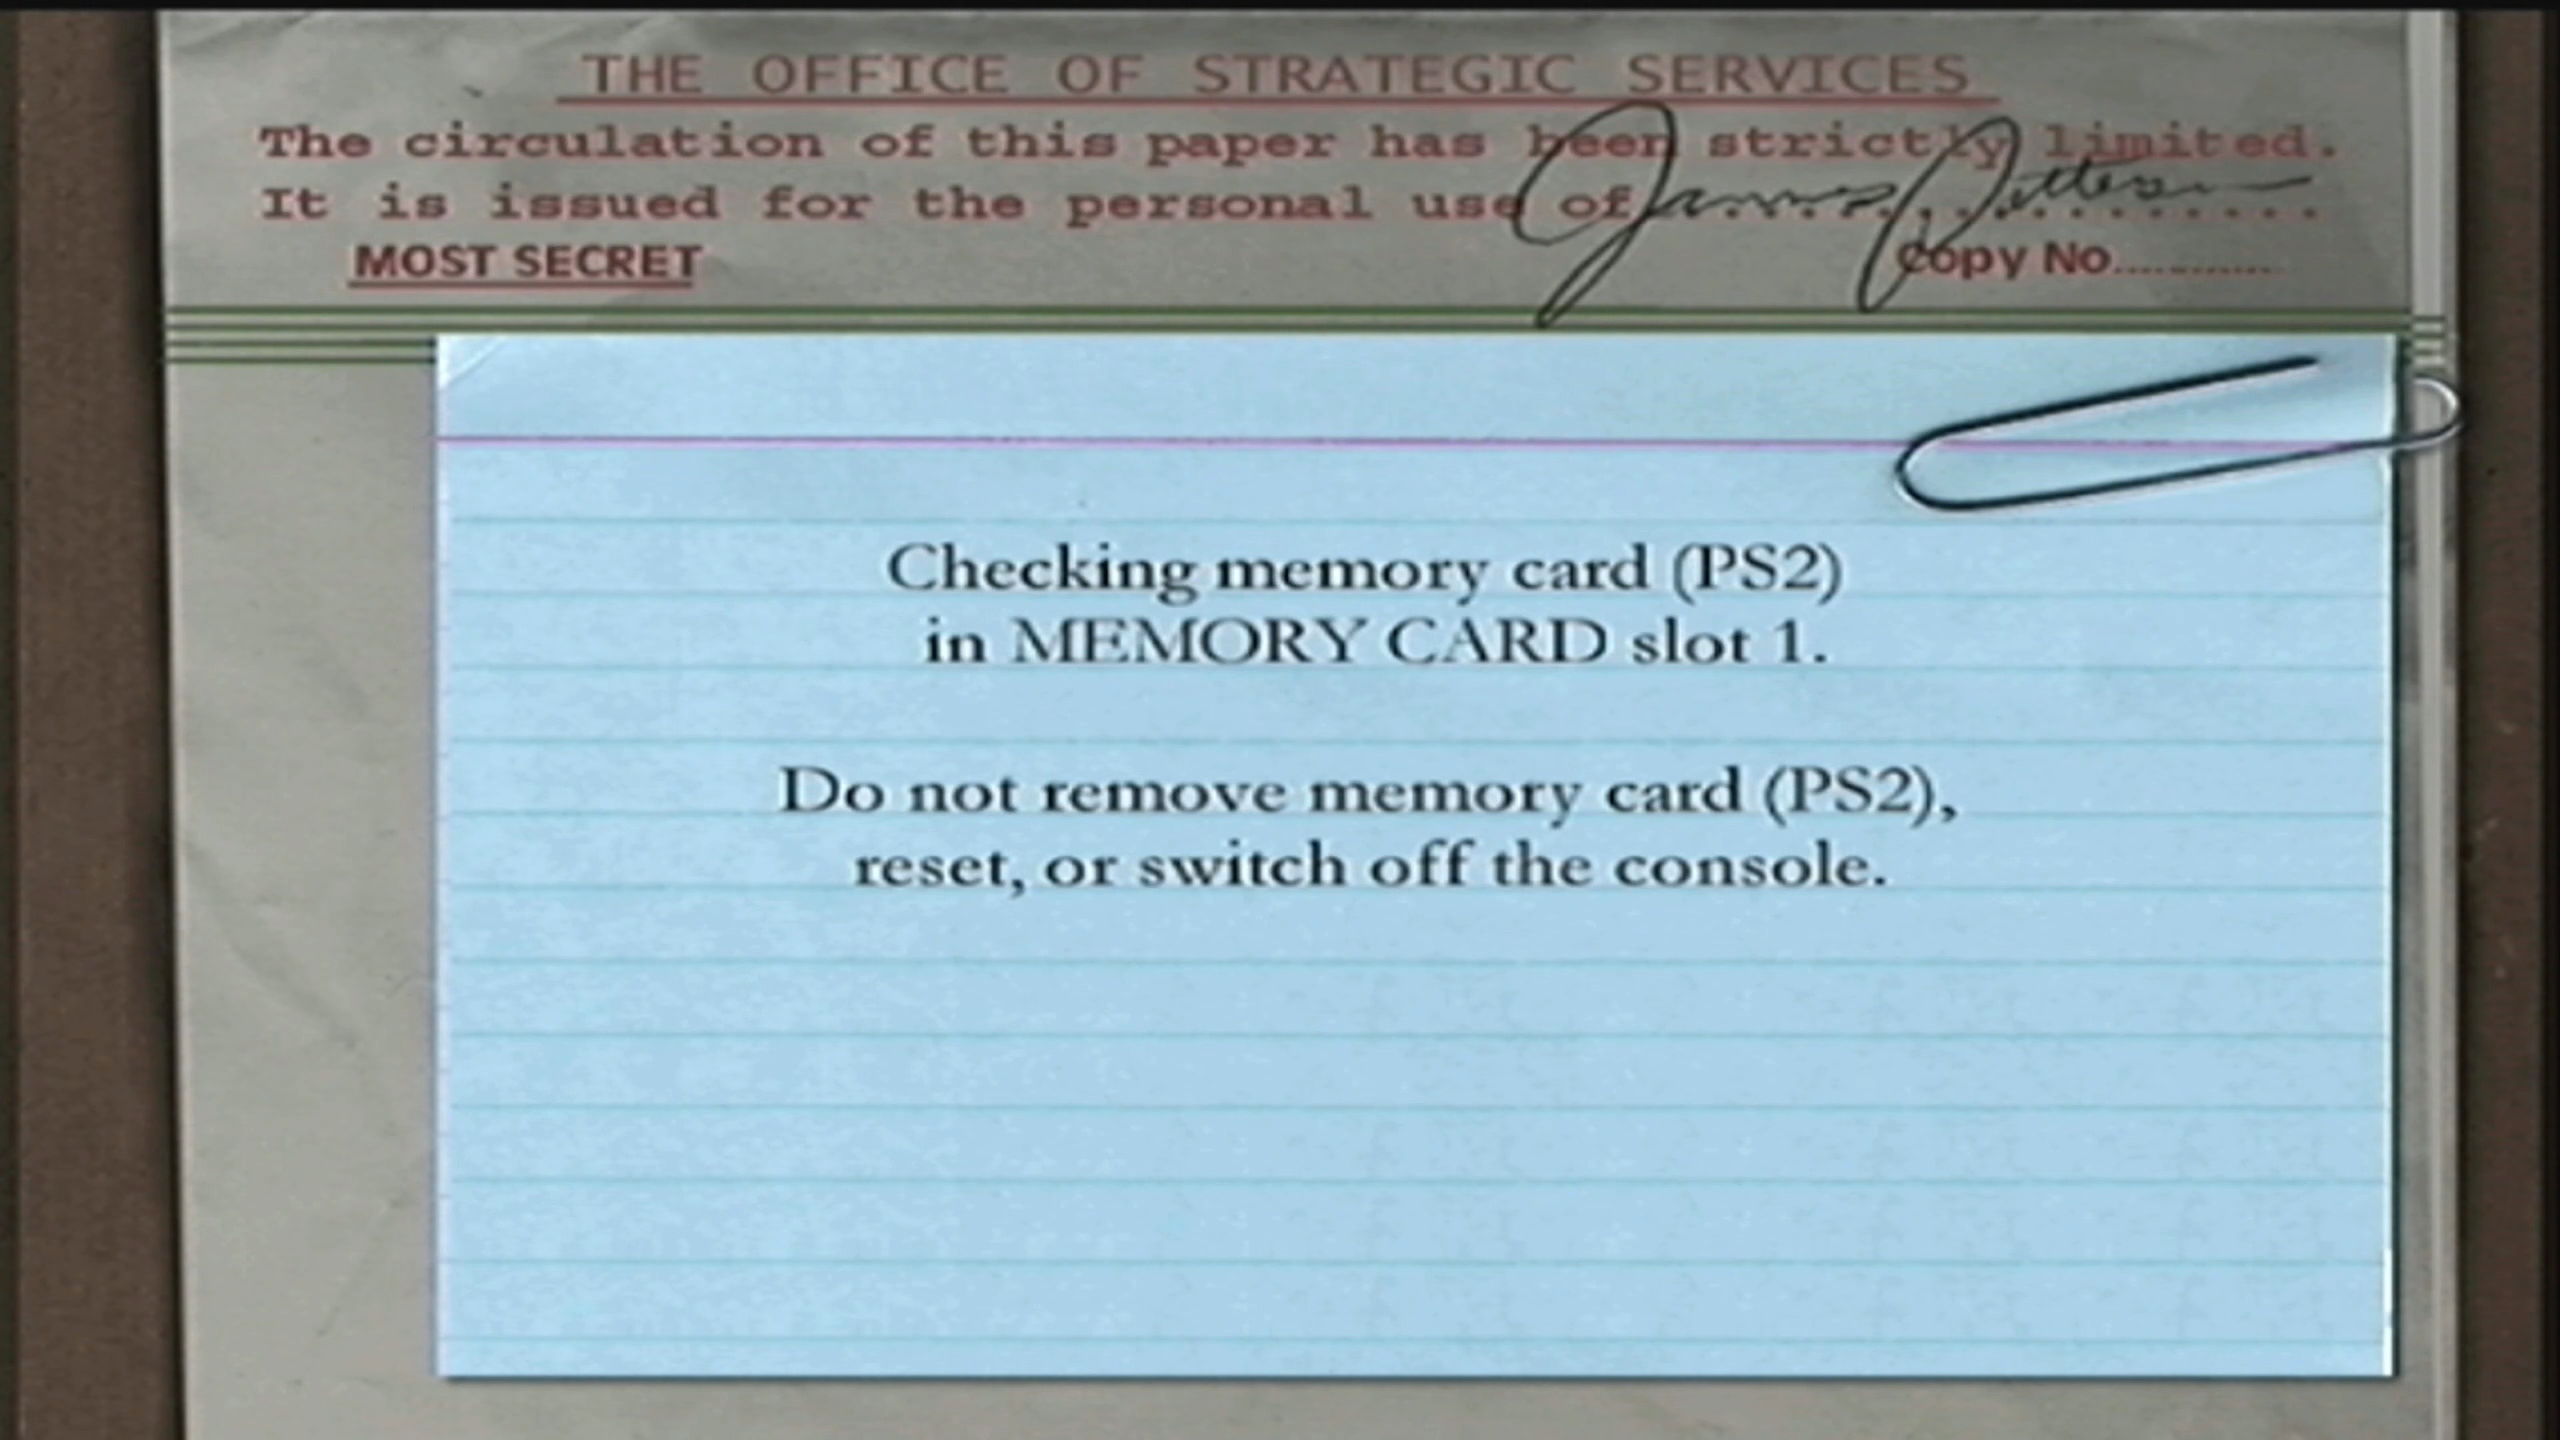 THE OFFICE OF STRATEGIC SERVICES
The circulation of this paper has been strictly limited.
It is issued for the personal use of James Patterson
MOST SECRET
Copy No............
Checking memory card (PS2)
in MEMORY CARD slot 1.
Do not remove memory card (PS2),
reset, or switch off the console.